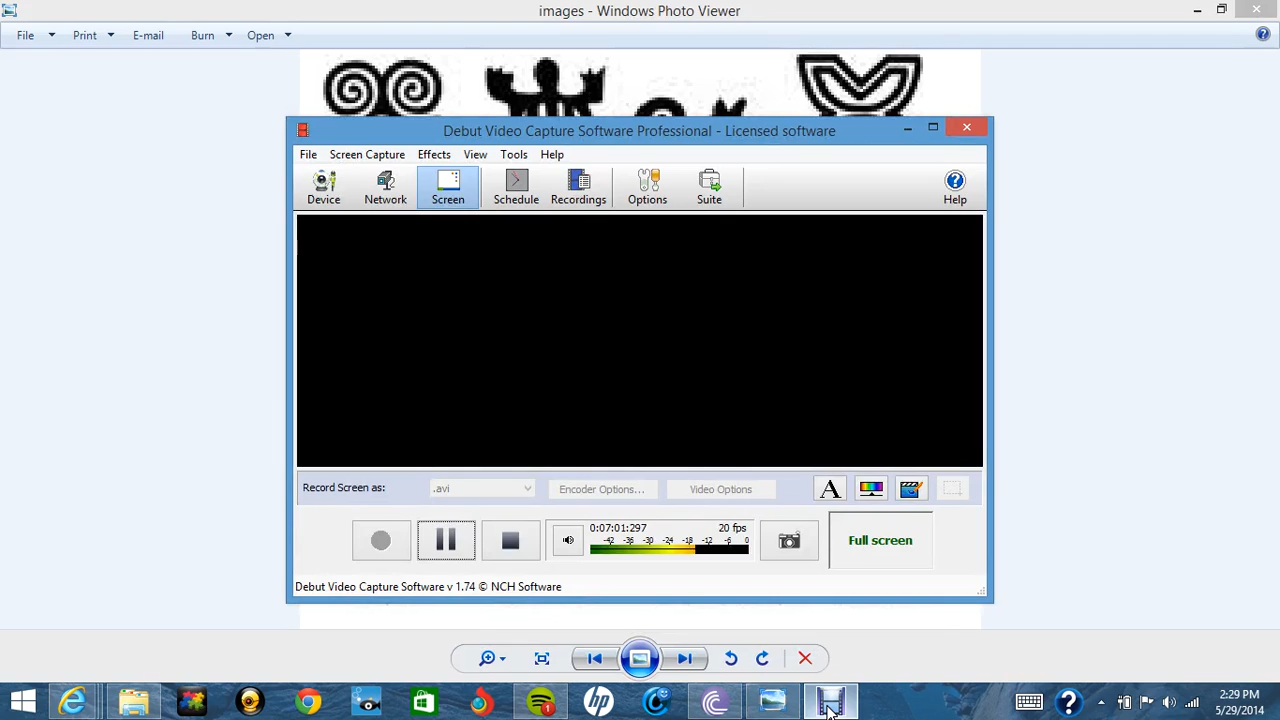 images - Windows Photo Viewer
File Print E-mail Burn Open
Debut Video Capture Software Professional - Licensed software
File Screen Capture Effects View Tools Help
Device Network Screen Schedule Recordings Options Suite Help
Record Screen as: .avi Encoder Options... Video Options
A
0:07:01:297 20 fps
-42 -36 -30 -24 -18 -12 -6 0
Full screen
Debut Video Capture Software v 1.74 © NCH Software
2:29 PM
5/29/2014